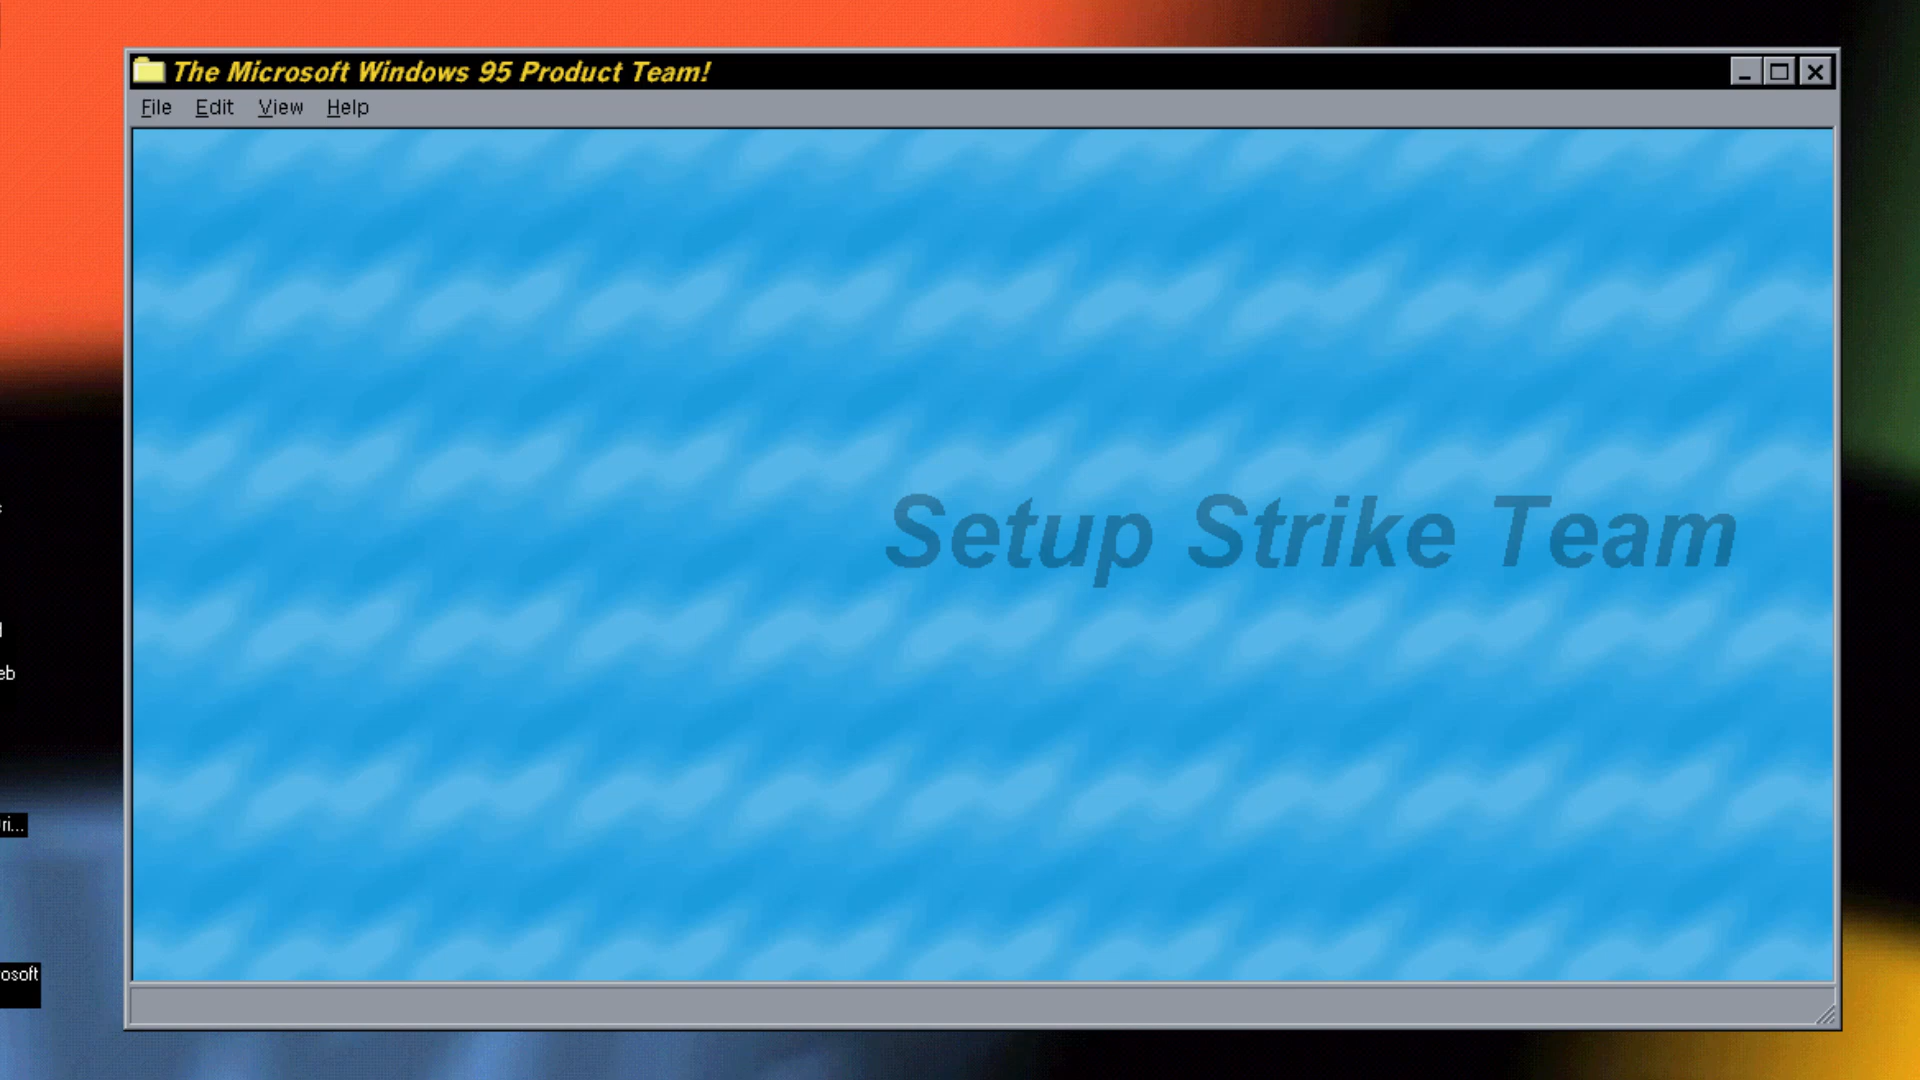 The Microsoft Windows 95 Product Team!
File Edit View Help
Setup Strike Team
eb
ri...
osoft